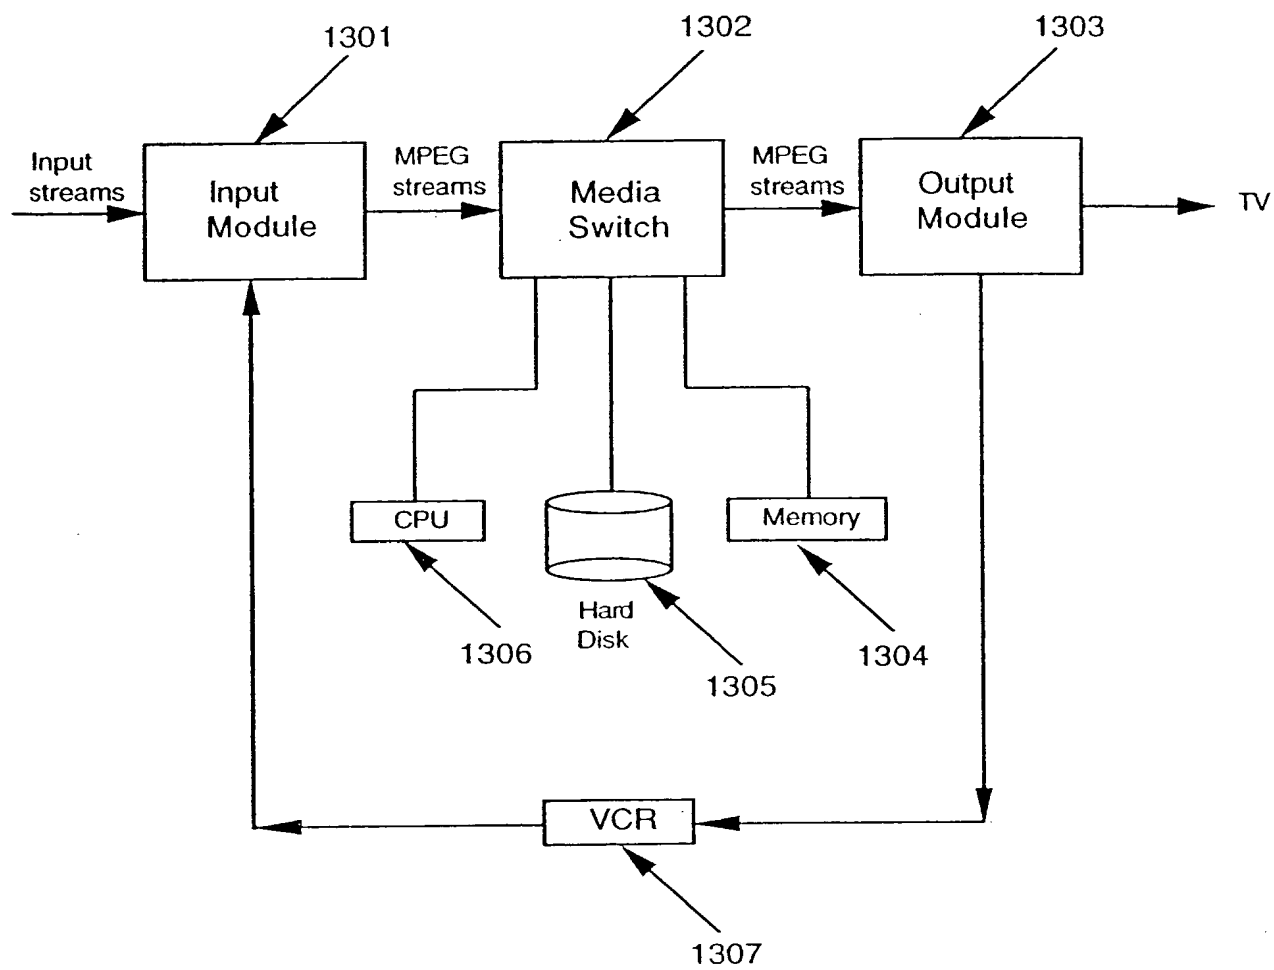 1301
1302
1303
Input
streams
Input
Module
MPEG
streams
Media
Switch
MPEG
streams
Output
Module
TV
CPU
Memory
Hard
Disk
1306
1305
1304
VCR
1307